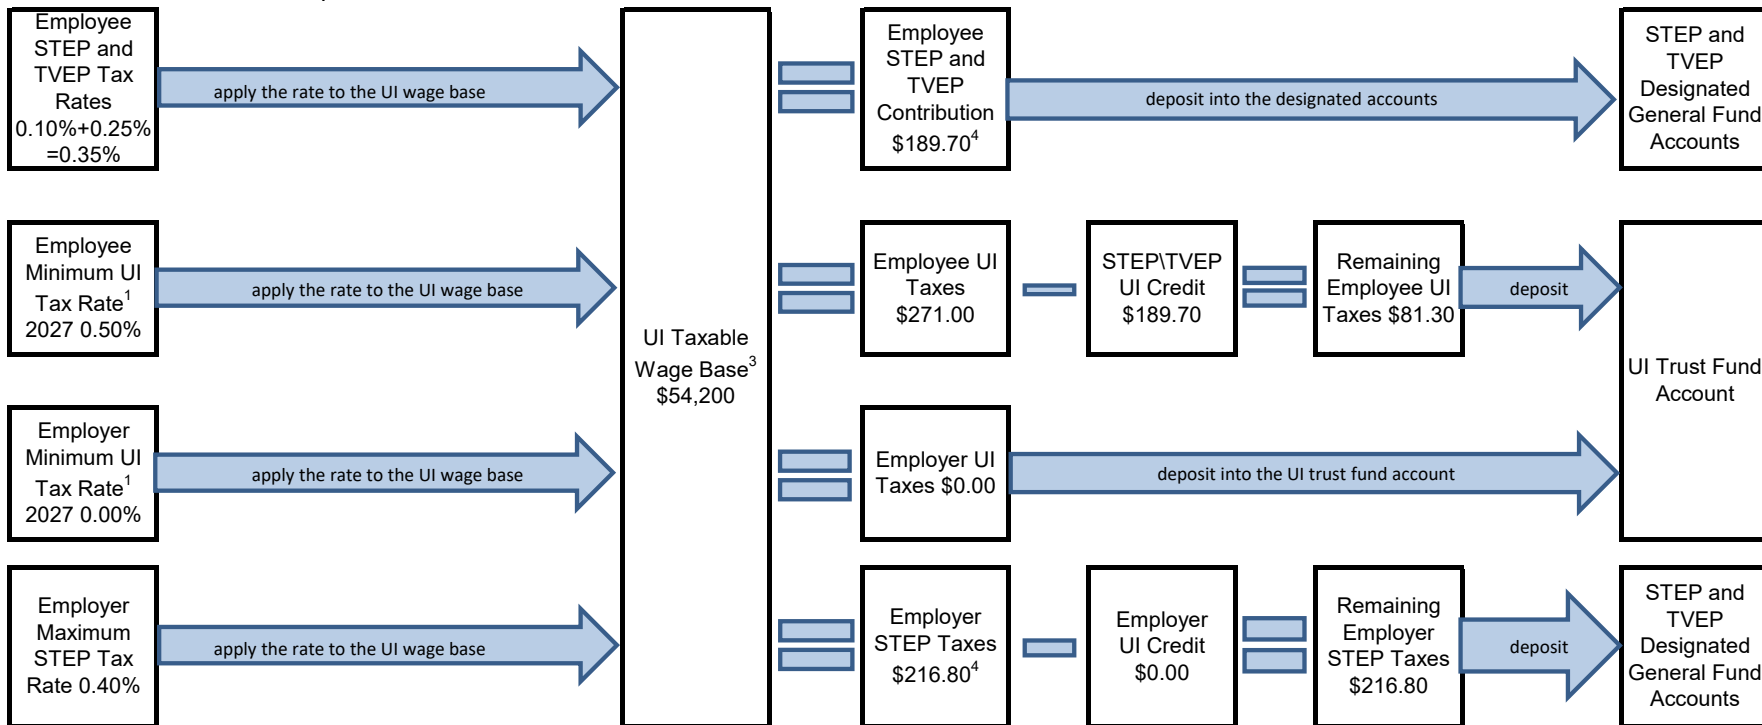 Employee
STEP and
TVEP Tax
Rates
0.10%+0.25%
=0.35%
apply the rate to the UI wage base
Employee
STEP and
TVEP
Contribution
$189.70⁴
deposit into the designated accounts
STEP and
TVEP
Designated
General Fund
Accounts
Employee
Minimum UI
Tax Rate¹
2027 0.50%
apply the rate to the UI wage base
UI Taxable
Wage Base³
$54,200
Employee UI
Taxes
$271.00
STEP\TVEP
UI Credit
$189.70
Remaining
Employee UI
Taxes $81.30
deposit
UI Trust Fund
Account
Employer
Minimum UI
Tax Rate¹
2027 0.00%
apply the rate to the UI wage base
Employer UI
Taxes $0.00
deposit into the UI trust fund account
Employer
Maximum
STEP Tax
Rate 0.40%
apply the rate to the UI wage base
Employer
STEP Taxes
$216.80⁴
Employer
UI Credit
$0.00
Remaining
Employer
STEP Taxes
$216.80
deposit
STEP and
TVEP
Designated
General Fund
Accounts